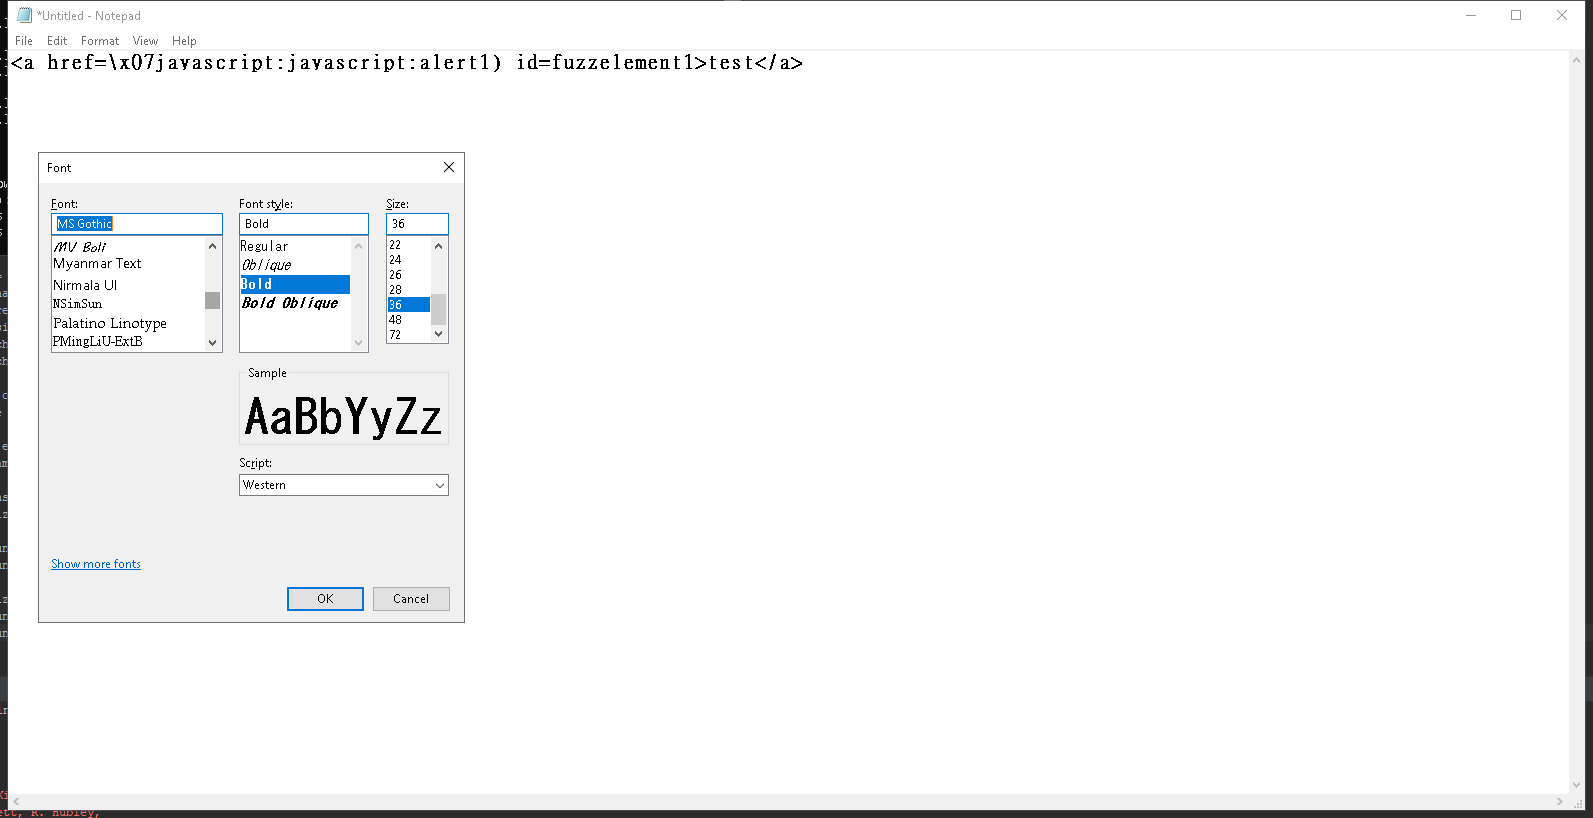 *Untitled - Notepad
File Edit Format View Help
<a href=\x07javascript:javascript:alert1) id=fuzzelement1>test</a>
Font
Font: Font style: Size:
MS Gothic Bold 36
MV Boli Regular 22
Myanmar Text Oblique 24
Nirmala UI Bold 26
NSimSun Bold Oblique 28
Palatino Linotype 36
PMingLiU-ExtB 48
72
Sample
AaBbYyZz
Script:
Western
Show more fonts
OK Cancel
R. Hubley,